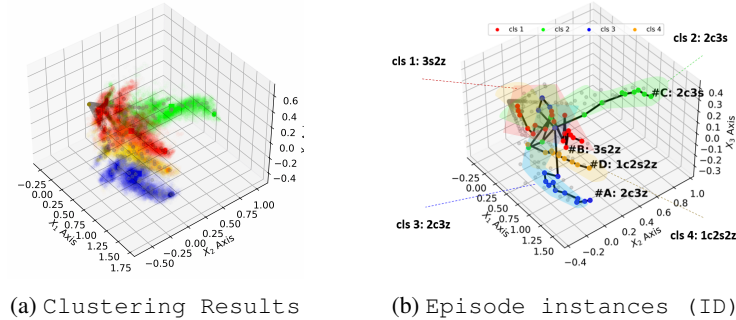 0.6
0.4
0.2
0.0
-0.2
-0.4
-0.25
0.00
0.25
0.50
0.75
1.00
1.25
1.50
1.75
X₁ Axis
-0.50
-0.25
0.00
0.25
0.50
0.75
1.00
X₂ Axis
(a) Clustering Results
cls 1 cls 2 cls 3 cls 4
cls 1: 3s2z
cls 2: 2c3s
#C: 2c3s
#B: 3s2z
#D: 1c2s2z
#A: 2c3z
cls 3: 2c3z
cls 4: 1c2s2z
0.4
0.3
0.2
0.1
0.0
-0.1
-0.2
-0.3
X₃ Axis
-0.25
0.00
0.25
0.50
0.75
1.00
1.25
1.50
X₁ Axis
-0.4
-0.2
0.0
0.2
0.4
0.6
0.8
1.0
X₂ Axis
(b) Episode instances (ID)